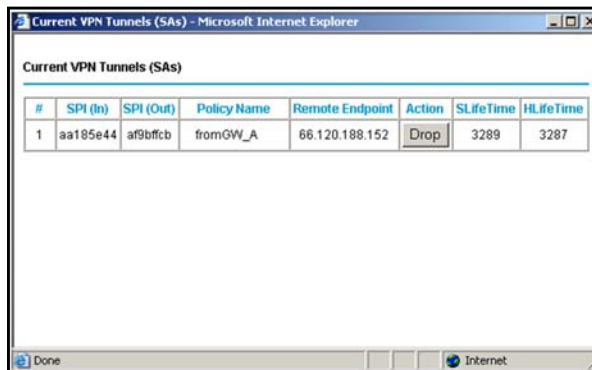 Current VPN Tunnels (SAs) - Microsoft Internet Explorer
Current VPN Tunnels (SAs)
# SPI (In) SPI (Out) Policy Name Remote Endpoint Action SLifeTime HLifeTime
1 aa185e44 af9bffcb fromGW_A 66.120.188.152 Drop 3289 3287
Done Internet